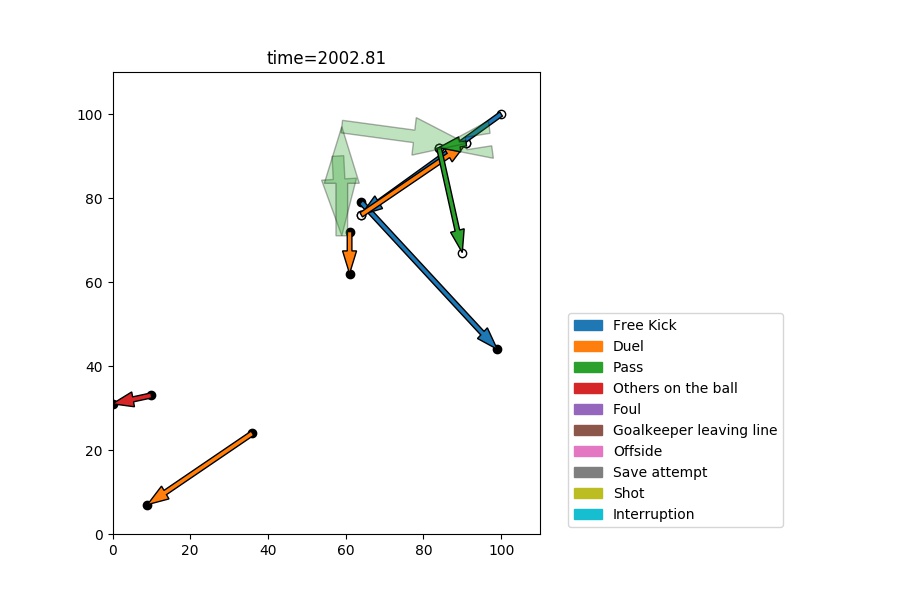 time=2002.81
100
80
60
40
20
0
0 20 40 60 80 100
Free Kick
Duel
Pass
Others on the ball
Foul
Goalkeeper leaving line
Offside
Save attempt
Shot
Interruption